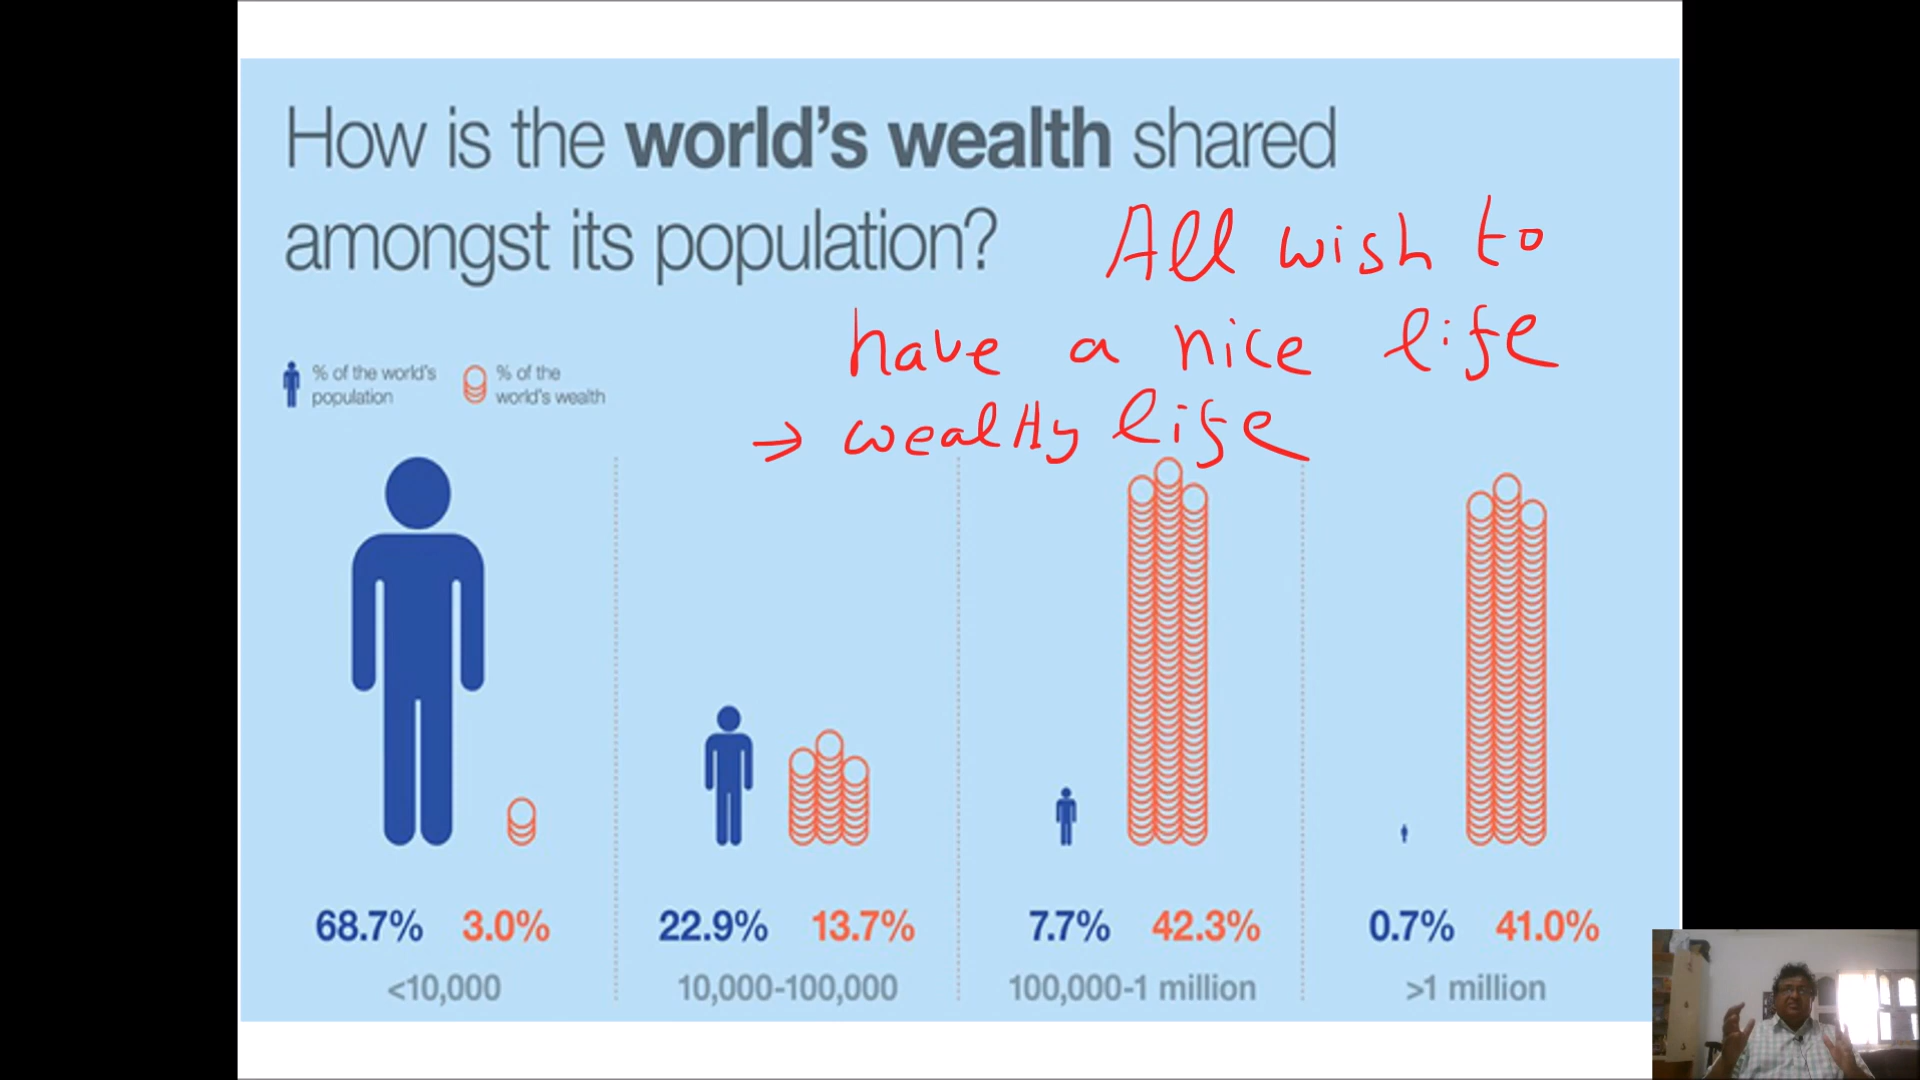 How is the world's wealth shared
amongst its population?
All wish to
have a nice life
→ wealthy life
% of the world's
population
% of the
world's wealth
68.7% 3.0%
<10,000
22.9% 13.7%
10,000-100,000
7.7% 42.3%
100,000-1 million
0.7% 41.0%
>1 million